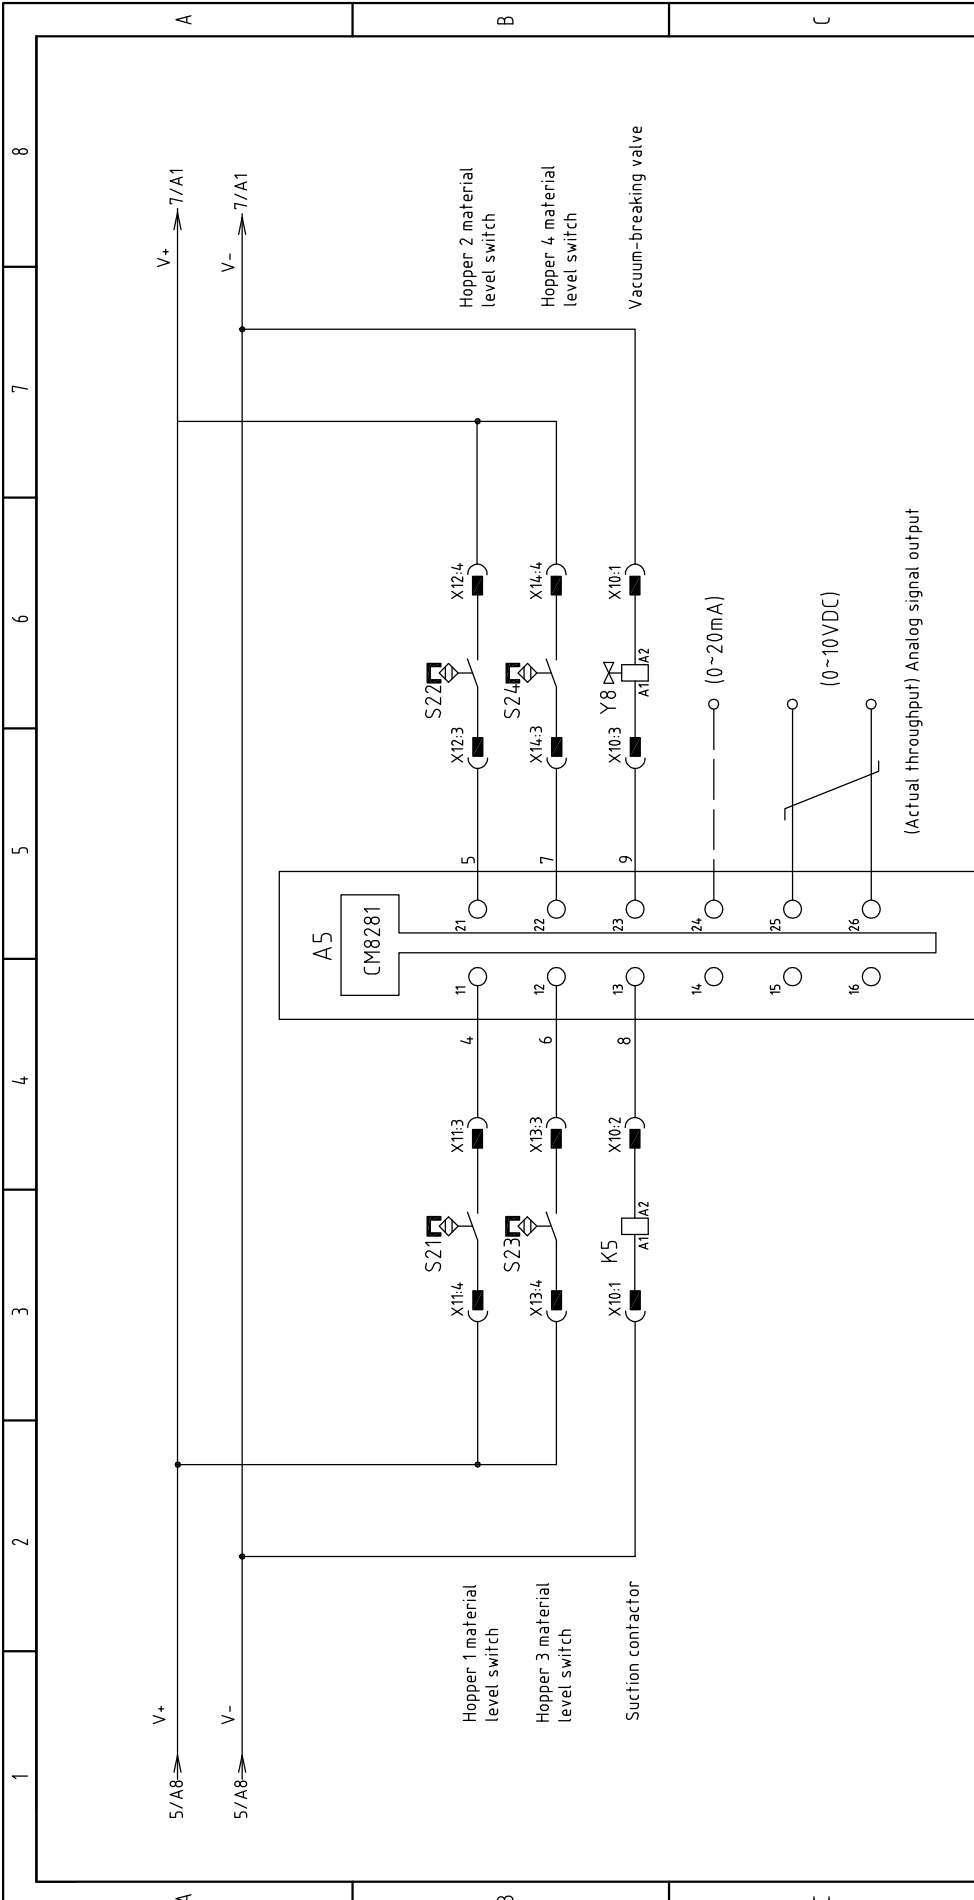 1
2
3
4
5
6
7
8
A
B
C
A
5/A8
V+
V+
7/A1
5/A8
V-
V-
7/A1
A5
CM8281
Hopper 1 material
level switch
X11:4
S21
X11:3
4
11
21
5
X12:3
S22
X12:4
Hopper 2 material
level switch
Hopper 3 material
level switch
X13:4
S23
X13:3
6
12
22
7
X14:3
S24
X14:4
Hopper 4 material
level switch
Suction contactor
X10:1
K5
A1
A2
X10:2
8
13
23
9
X10:3
Y8
A1
A2
X10:1
Vacuum-breaking valve
14
24
(0~20mA)
15
25
(0~10VDC)
16
26
(Actual throughput) Analog signal output